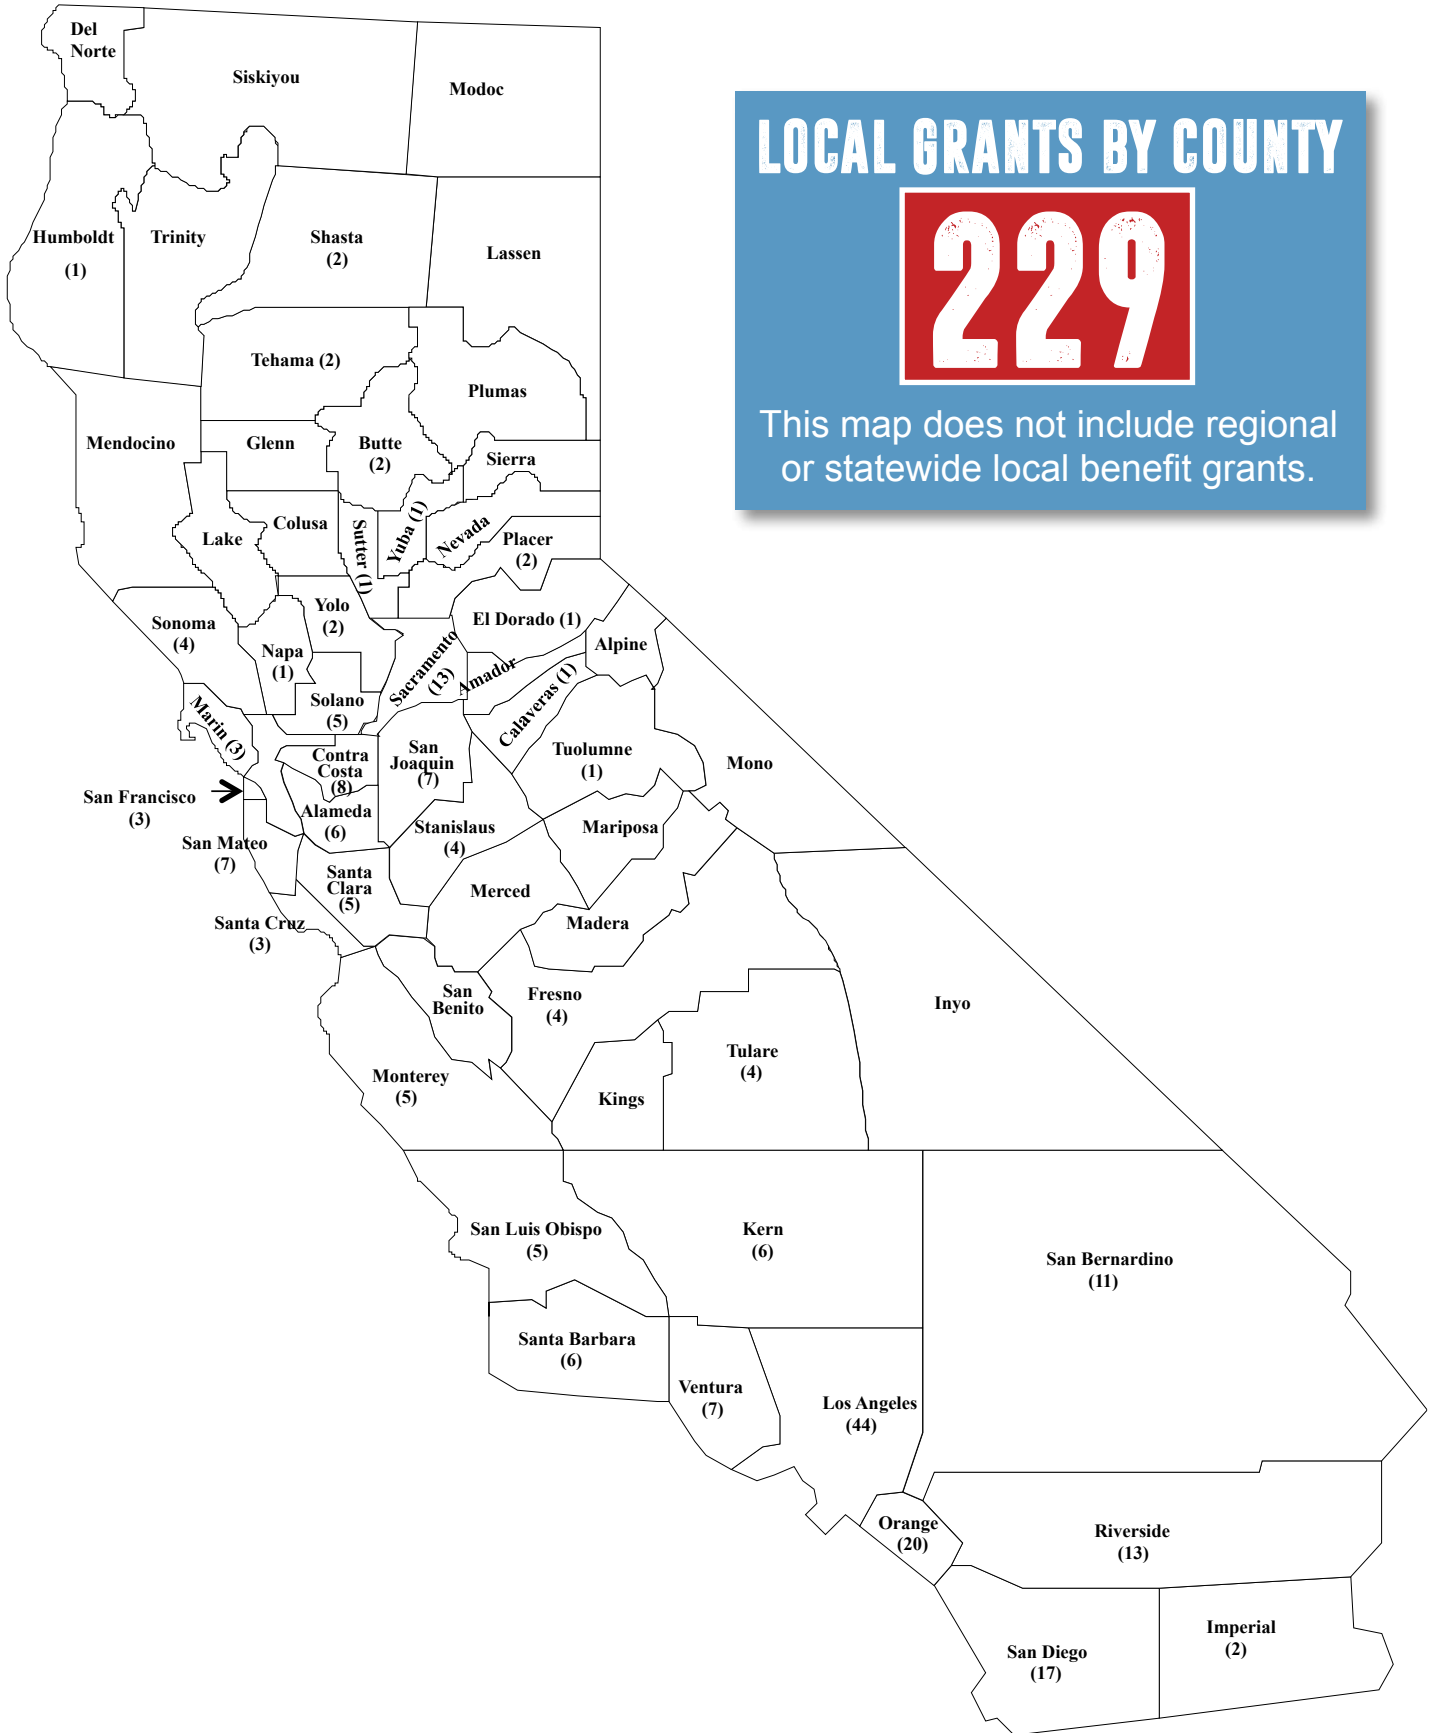 Del
Norte
Siskiyou
Modoc
LOCAL GRANTS BY COUNTY
229
This map does not include regional
or statewide local benefit grants.
Humboldt
(1)
Trinity
Shasta
(2)
Lassen
Tehama (2)
Plumas
Mendocino
Glenn
Butte
(2)
Sierra
Lake
Colusa
Sutter (1)
Yuba (1)
Nevada
Placer
(2)
Sonoma
(4)
Napa
(1)
Yolo
(2)
Sacramento
(13)
El Dorado (1)
Amador
Alpine
Solano
(5)
Calaveras (1)
Marin (3)
Contra
Costa
(8)
San
Joaquin
(7)
Tuolumne
(1)
Mono
San Francisco
(3)
Alameda
(6)
Stanislaus
(4)
Mariposa
San Mateo
(7)
Santa
Clara
(5)
Merced
Madera
Santa Cruz
(3)
San
Benito
Fresno
(4)
Inyo
Monterey
(5)
Kings
Tulare
(4)
San Luis Obispo
(5)
Kern
(6)
San Bernardino
(11)
Santa Barbara
(6)
Ventura
(7)
Los Angeles
(44)
Orange
(20)
Riverside
(13)
San Diego
(17)
Imperial
(2)